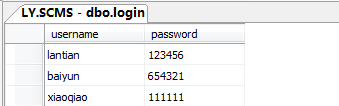 LY.SCMS - dbo.login
username password
lantian 123456
baiyun 654321
xiaoqiao 111111